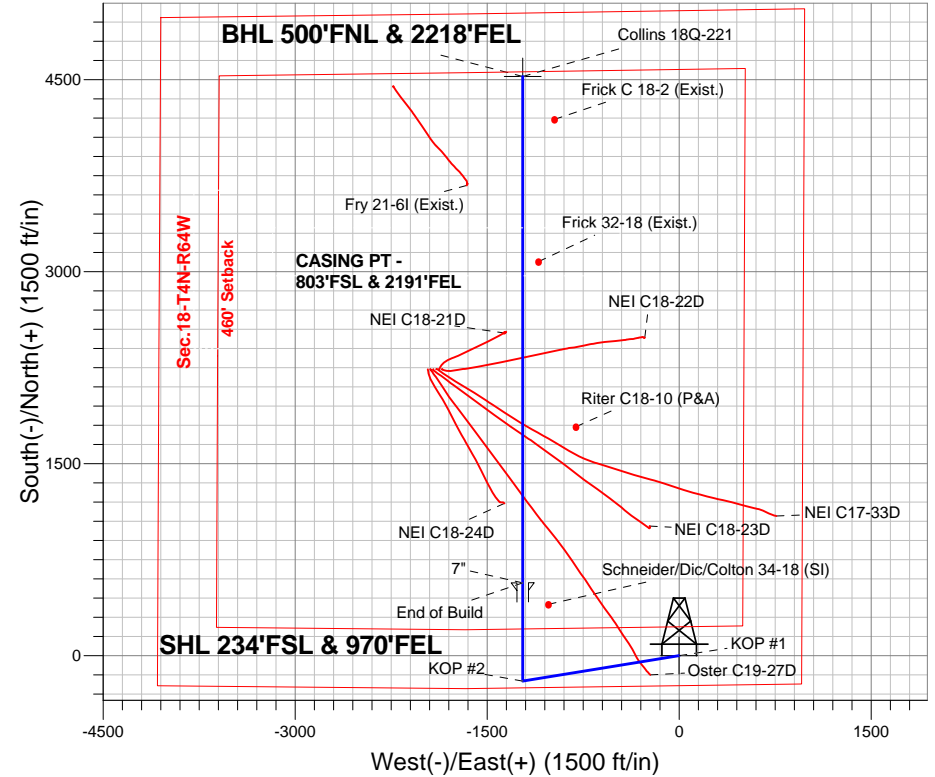 BHL 500'FNL & 2218'FEL
Collins 18Q-221
4500
Frick C 18-2 (Exist.)
Fry 21-6I (Exist.)
Frick 32-18 (Exist.)
Sec.18-T4N-R64W
460' Setback
CASING PT -
803'FSL & 2191'FEL
3000
NEI C18-21D
NEI C18-22D
South(-)/North(+) (1500 ft/in)
Riter C18-10 (P&A)
1500
NEI C18-24D
NEI C18-23D
NEI C17-33D
7"
Schneider/Dic/Colton 34-18 (SI)
End of Build
SHL 234'FSL & 970'FEL
KOP #1
0
KOP #2
Oster C19-27D
-4500
-3000
-1500
0
1500
West(-)/East(+) (1500 ft/in)